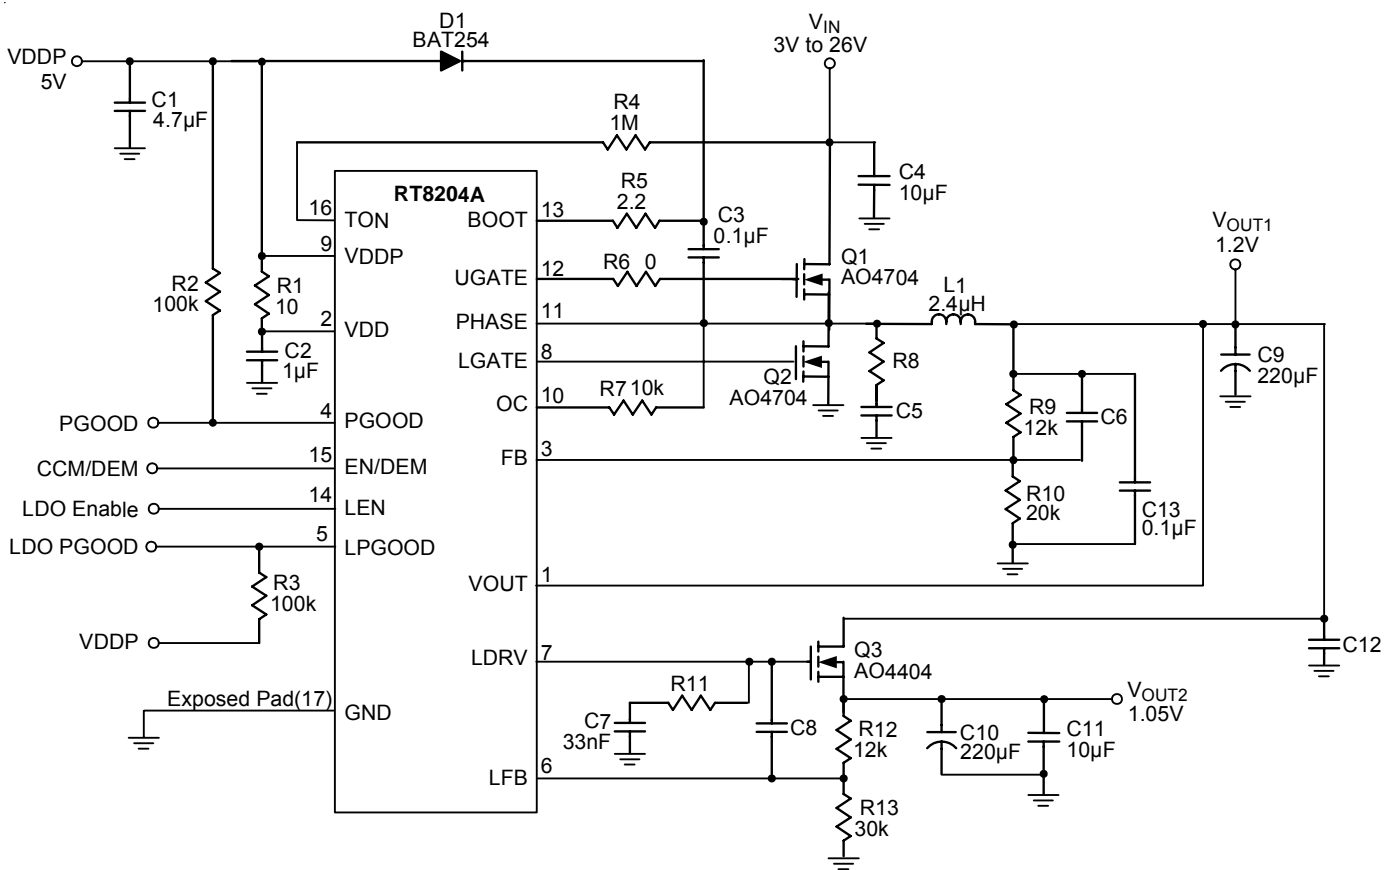 D1
BAT254
VIN
3V to 26V
VDDP
5V
C1
4.7µF
R4
1M
C4
10µF
RT8204A
16
TON
9
VDDP
2
VDD
4
PGOOD
15
EN/DEM
14
LEN
5
LPGOOD
GND
BOOT
13
UGATE
12
PHASE
11
LGATE
8
OC
10
FB
3
VOUT
1
LDRV
7
LFB
6
R5
2.2
C3
0.1µF
R6 0
Q1
AO4704
Q2
AO4704
R7 10k
L1
2.4µH
VOUT1
1.2V
C9
220µF
R8
C5
R9
12k
C6
R10
20k
C13
0.1µF
R2
100k
R1
10
C2
1µF
PGOOD
CCM/DEM
LDO Enable
LDO PGOOD
R3
100k
VDDP
Exposed Pad(17)
Q3
AO4404
C12
R11
C7
33nF
C8
R12
12k
C10
220µF
C11
10µF
VOUT2
1.05V
R13
30k